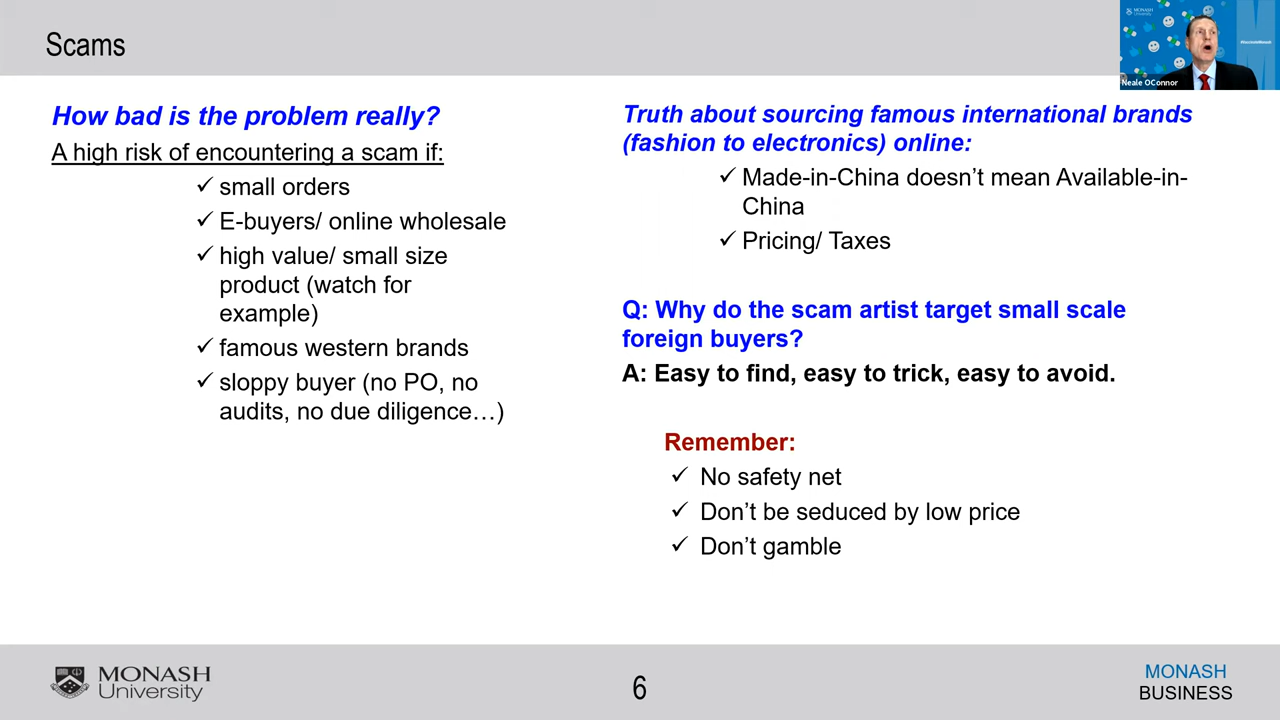 Scams
MONASH
University
Neale OConnor
How bad is the problem really?
A high risk of encountering a scam if:
✓ small orders
✓ E-buyers/ online wholesale
✓ high value/ small size
product (watch for
example)
✓ famous western brands
✓ sloppy buyer (no PO, no
audits, no due diligence…)
Truth about sourcing famous international brands
(fashion to electronics) online:
✓ Made-in-China doesn’t mean Available-in-
China
✓ Pricing/ Taxes
Q: Why do the scam artist target small scale
foreign buyers?
A: Easy to find, easy to trick, easy to avoid.
Remember:
✓ No safety net
✓ Don’t be seduced by low price
✓ Don’t gamble
MONASH
University
6
MONASH
BUSINESS